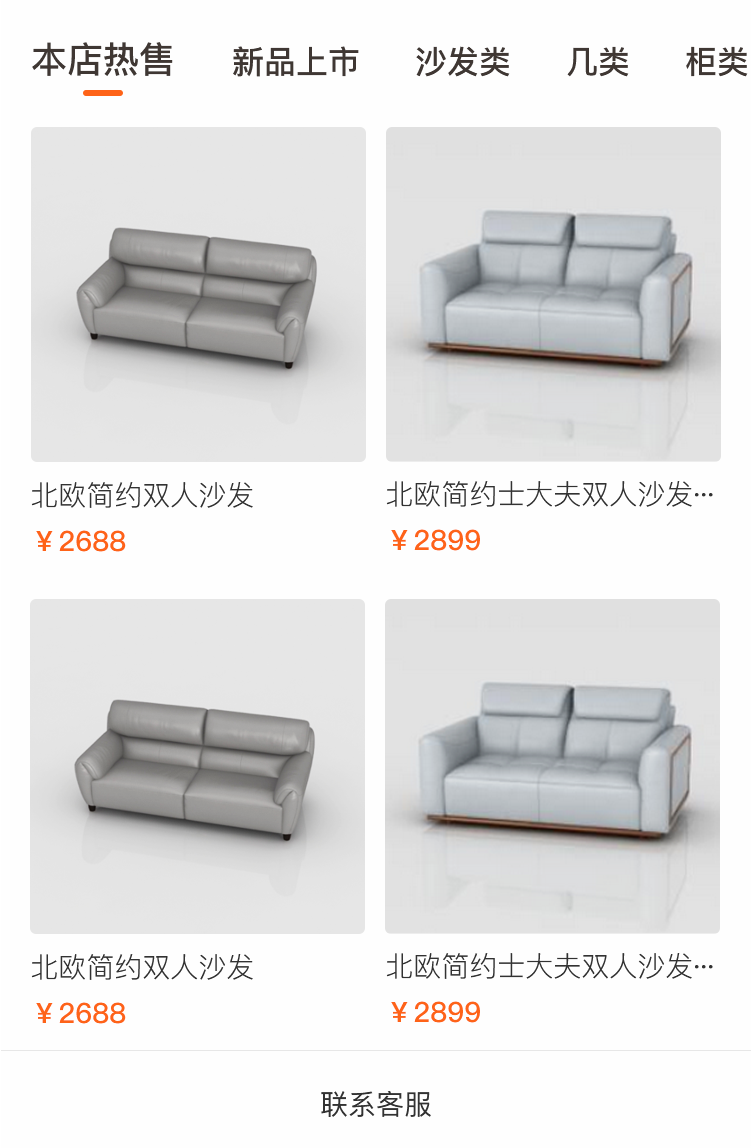 本店热售 新品上市 沙发类 几类 柜类
北欧简约双人沙发 北欧简约士大夫双人沙发…
¥2688 ¥2899
北欧简约双人沙发 北欧简约士大夫双人沙发…
¥2688 ¥2899
联系客服